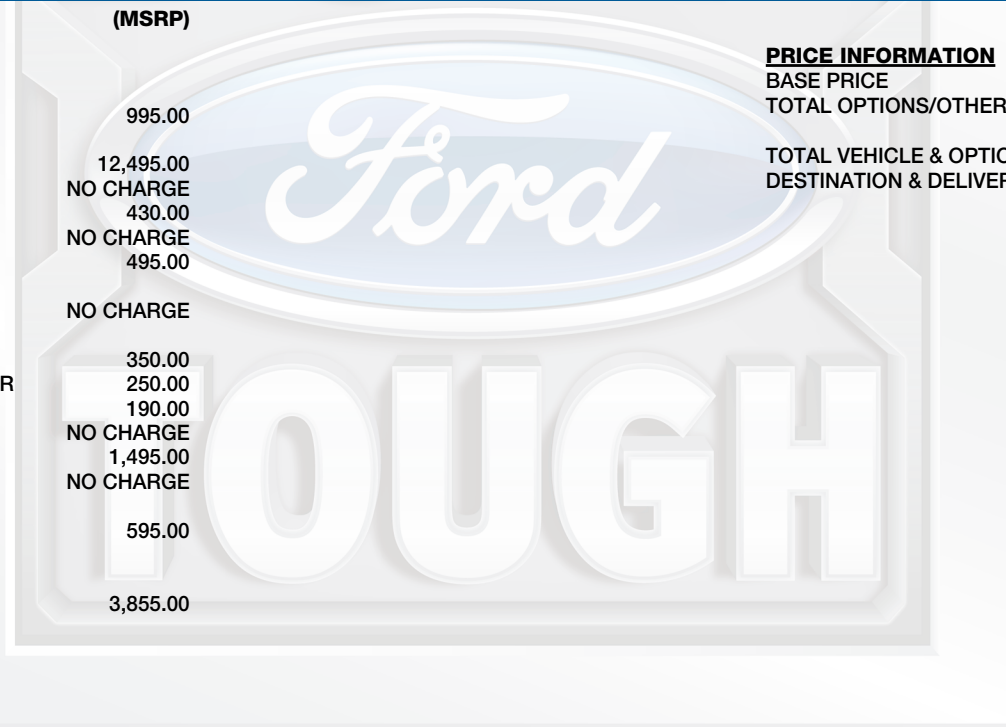 (MSRP)
995.00
12,495.00
NO CHARGE
430.00
NO CHARGE
495.00
NO CHARGE
350.00
R 250.00
190.00
NO CHARGE
1,495.00
NO CHARGE
595.00
3,855.00
PRICE INFORMATION
BASE PRICE
TOTAL OPTIONS/OTHER
TOTAL VEHICLE & OPTIO
DESTINATION & DELIVER
Ford
TOUGH